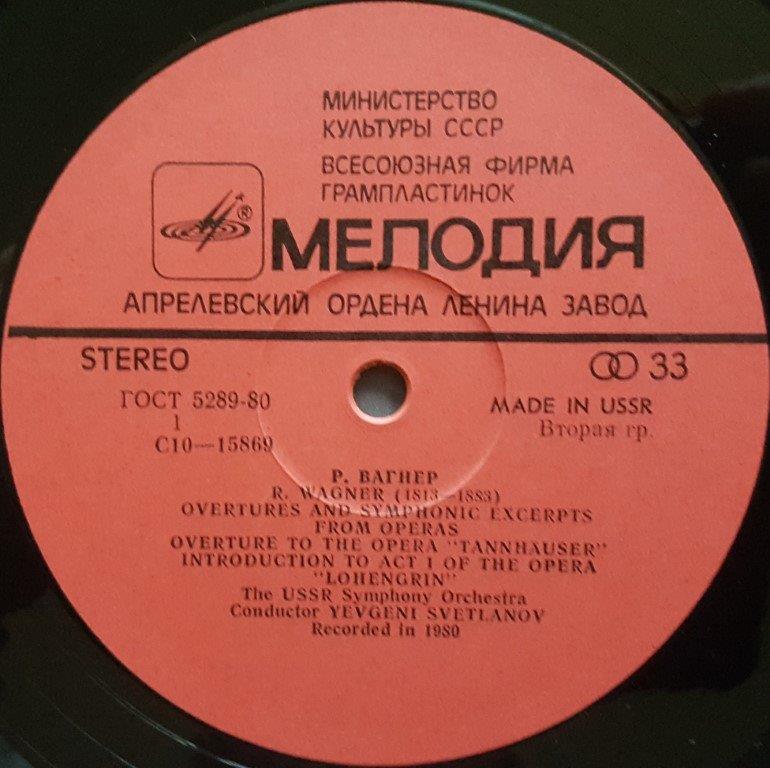 МИНИСТЕРСТВО
КУЛЬТУРЫ СССР
ВСЕСОЮЗНАЯ ФИРМА
ГРАМПЛАСТИНОК
®
МЕЛОДИЯ
АПРЕЛЕВСКИЙ ОРДЕНА ЛЕНИНА ЗАВОД
STEREO
33
ГОСТ 5289-80
MADE IN USSR
1
Вторая гр.
С10—15869
Р. ВАГНЕР
R. WAGNER (1813—1883)
OVERTURES AND SYMPHONIC EXCERPTS
FROM OPERAS
OVERTURE TO THE OPERA "TANNHÄUSER"
INTRODUCTION TO ACT I OF THE OPERA
"LOHENGRIN"
The USSR Symphony Orchestra
Conductor YEVGENI SVETLANOV
Recorded in 1980